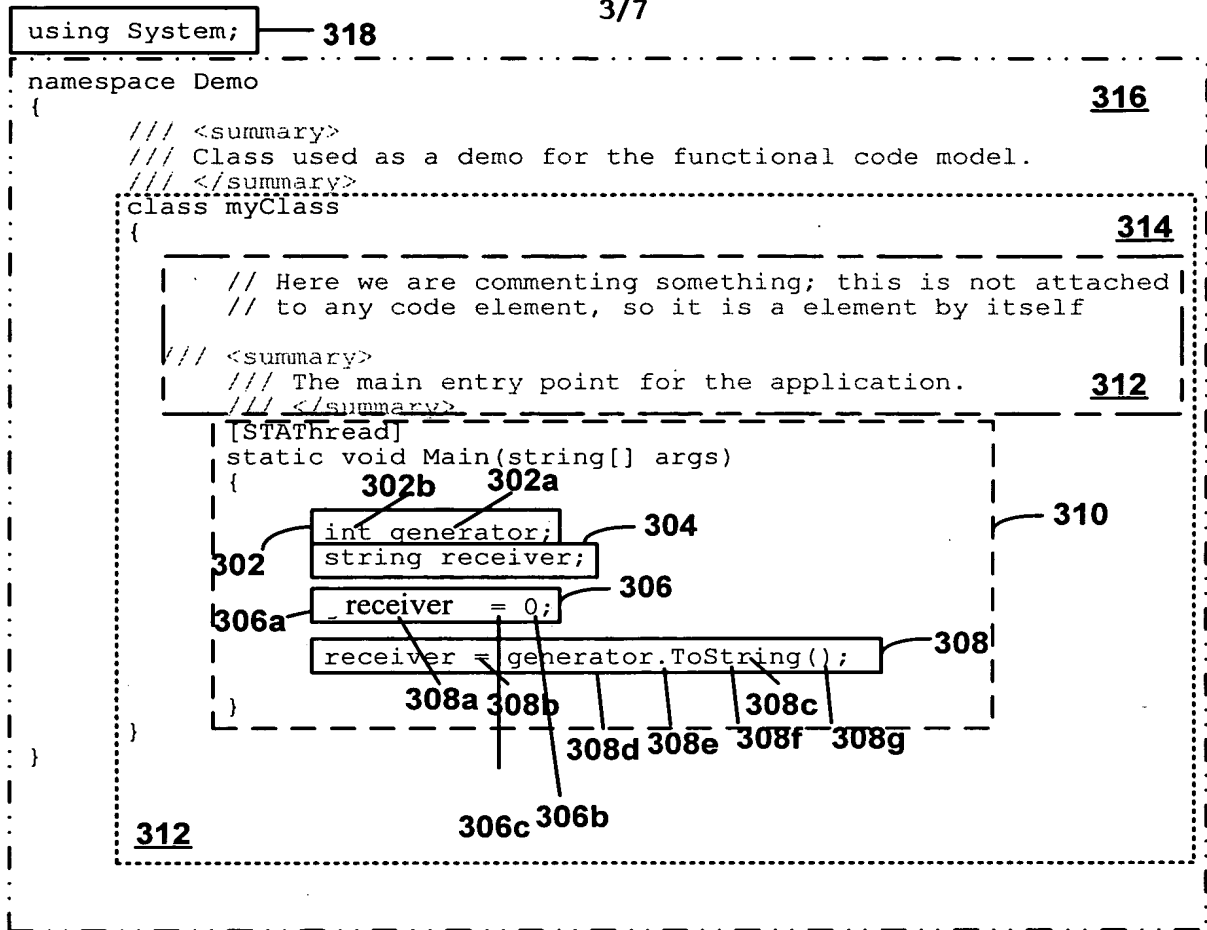 3/7
using System; 318
namespace Demo
{ 316
/// <summary>
/// Class used as a demo for the functional code model.
/// </summary>
class myClass
{ 314
// Here we are commenting something; this is not attached
// to any code element, so it is a element by itself
/// <summary>
/// The main entry point for the application. 312
/// </summary>
[STAThread]
static void Main(string[] args)
{
302b 302a
int generator; 304 310
302 string receiver;
306
306a receiver = 0;
receiver = generator.ToString(); 308
308a 308b 308c
}
} 308d 308e 308f 308g
}
306c 306b
312